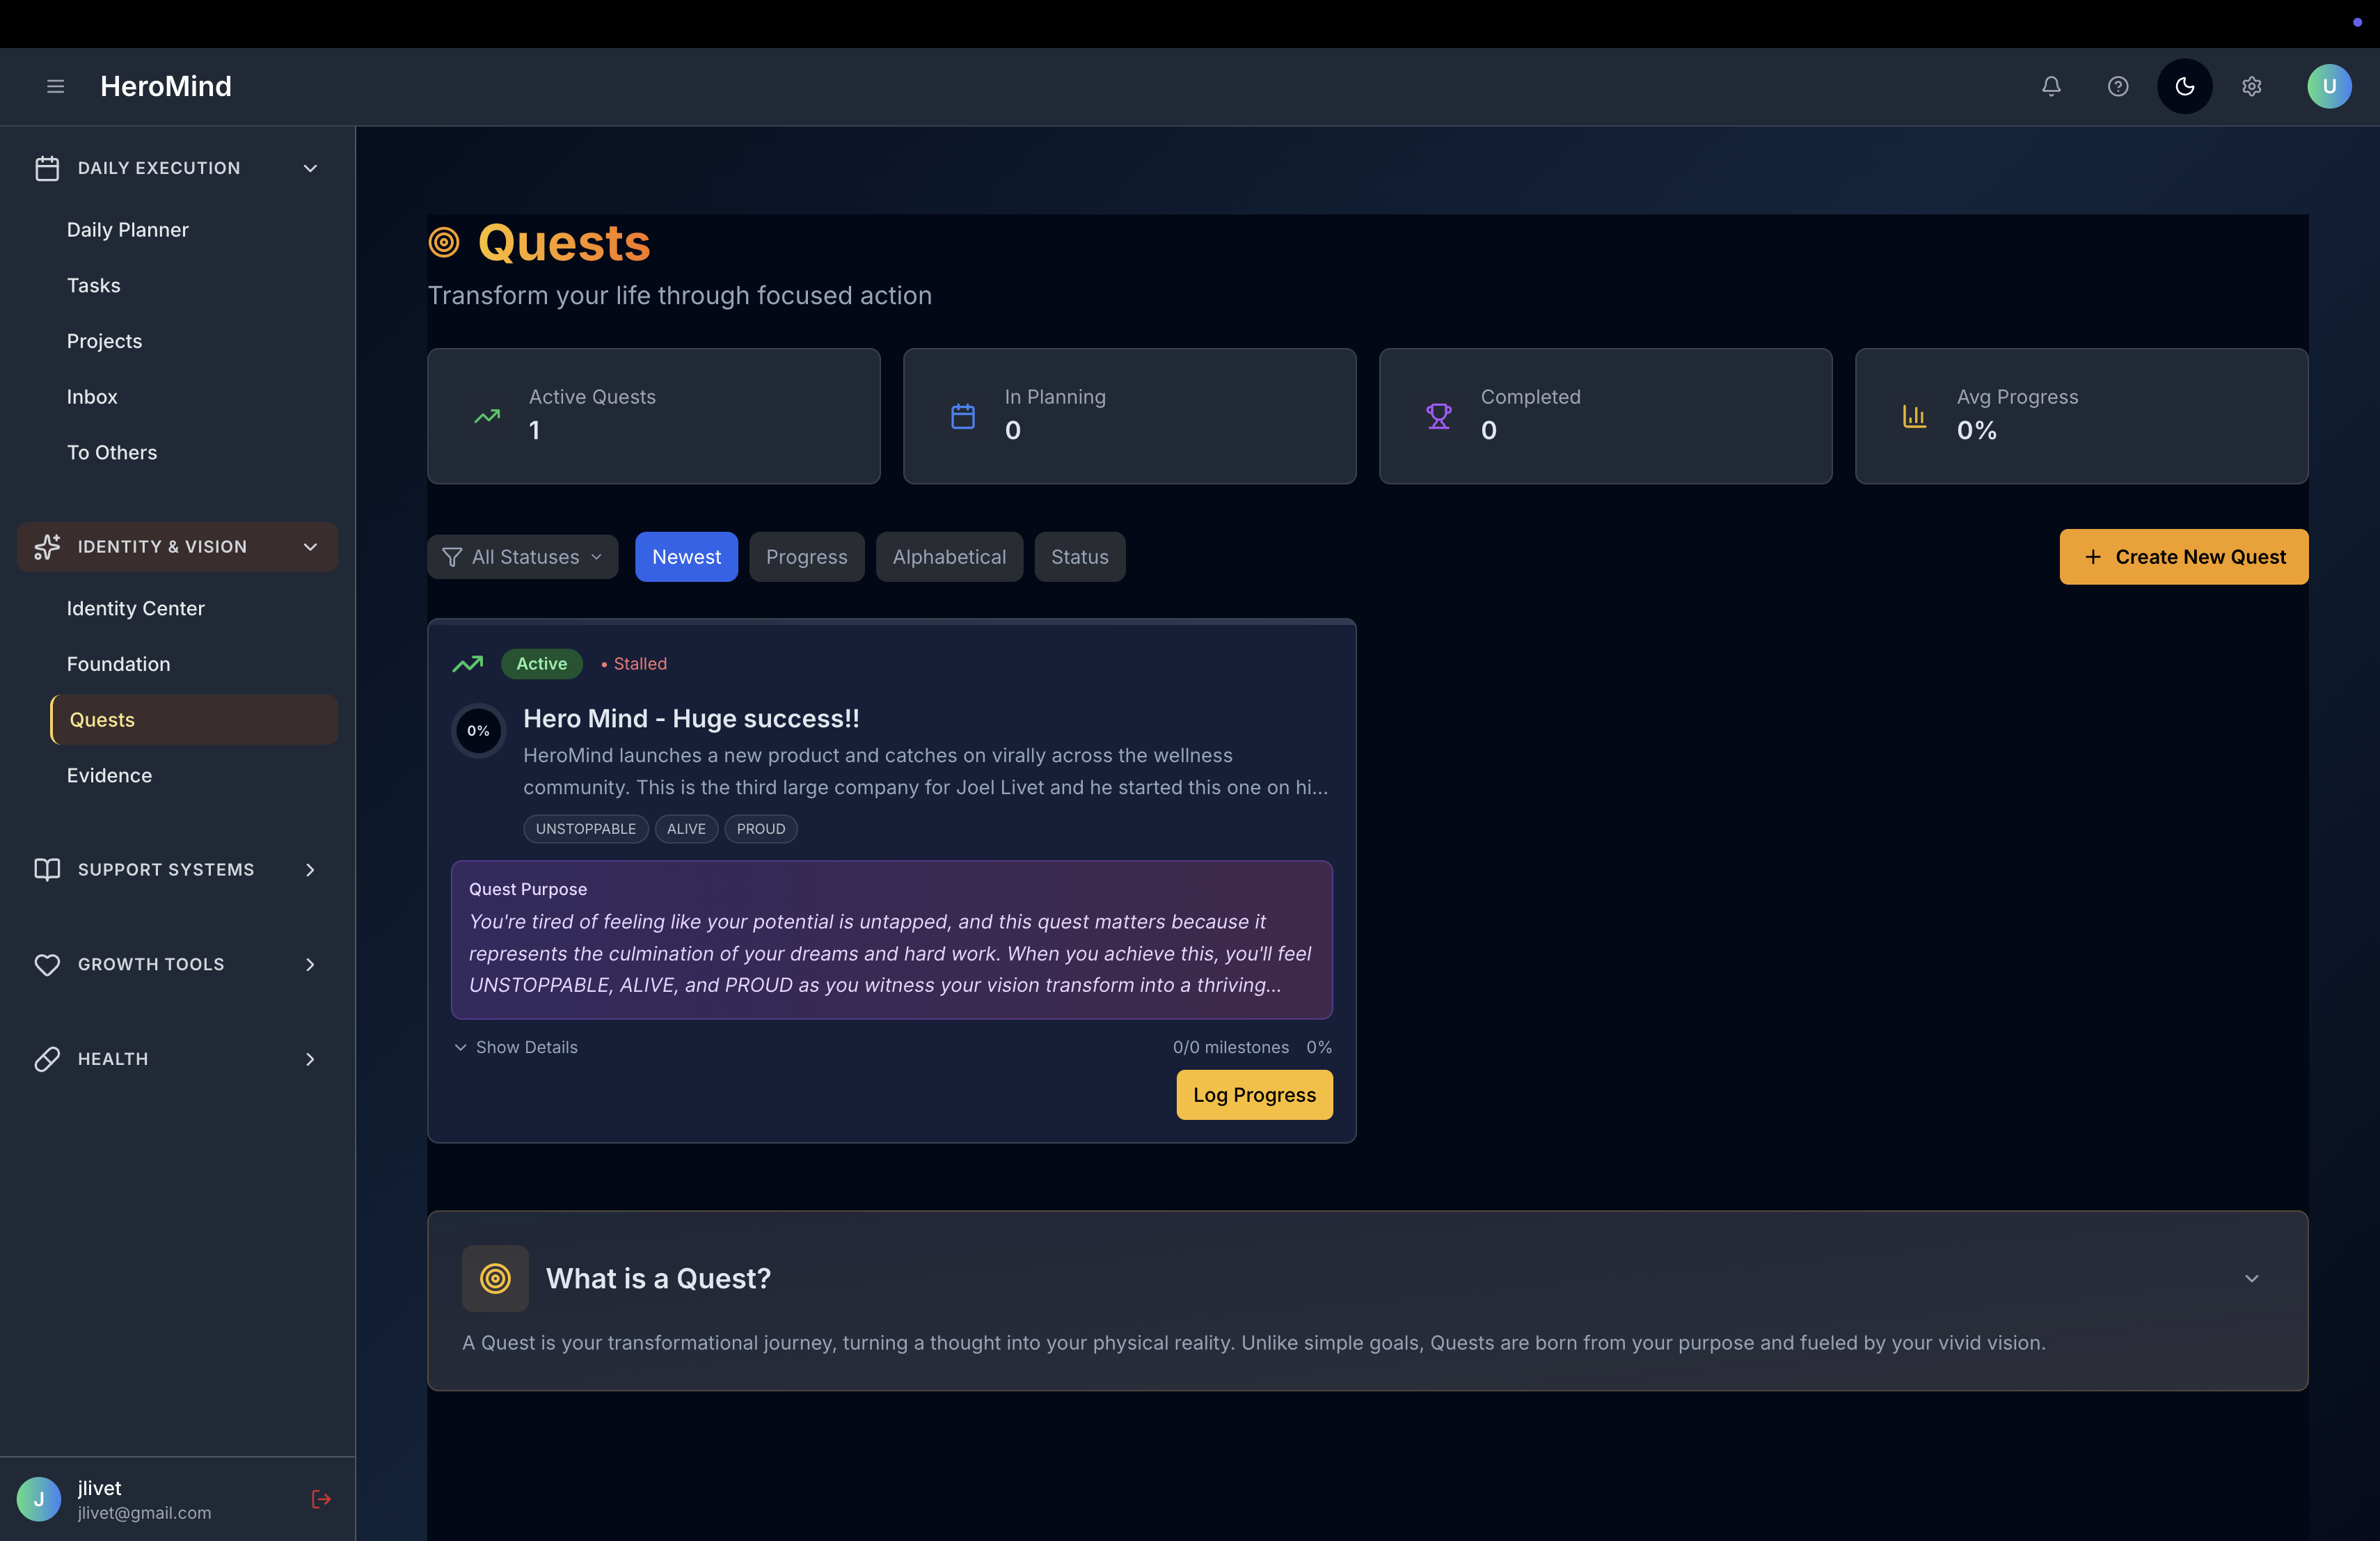 HeroMind
U
DAILY EXECUTION
Daily Planner
Tasks
Projects
Inbox
To Others
IDENTITY & VISION
Identity Center
Foundation
Quests
Evidence
SUPPORT SYSTEMS
GROWTH TOOLS
HEALTH
J
jlivet
jlivet@gmail.com
Quests
Transform your life through focused action
Active Quests
1
In Planning
0
Completed
0
Avg Progress
0%
All Statuses
Newest
Progress
Alphabetical
Status
+ Create New Quest
Active
• Stalled
0%
Hero Mind - Huge success!!
HeroMind launches a new product and catches on virally across the wellness
community. This is the third large company for Joel Livet and he started this one on hi...
UNSTOPPABLE
ALIVE
PROUD
Quest Purpose
You're tired of feeling like your potential is untapped, and this quest matters because it
represents the culmination of your dreams and hard work. When you achieve this, you'll feel
UNSTOPPABLE, ALIVE, and PROUD as you witness your vision transform into a thriving...
Show Details
0/0 milestones 0%
Log Progress
What is a Quest?
A Quest is your transformational journey, turning a thought into your physical reality. Unlike simple goals, Quests are born from your purpose and fueled by your vivid vision.